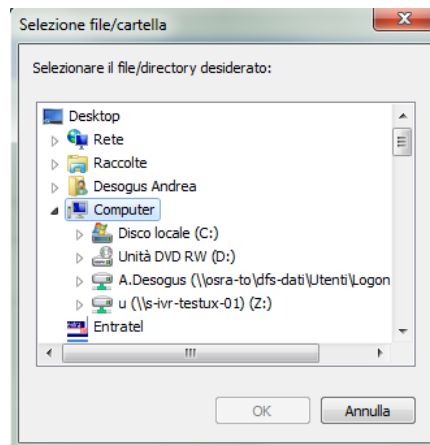 Selezione file/cartella
Selezionare il file/directory desiderato:
Desktop
Rete
Raccolte
Desogus Andrea
Computer
Disco locale (C:)
Unità DVD RW (D:)
A.Desogus (\\osra-to\dfs-dati\Utenti\Logon
u (\\s-ivr-testux-01) (Z:)
Entratel
OK Annulla